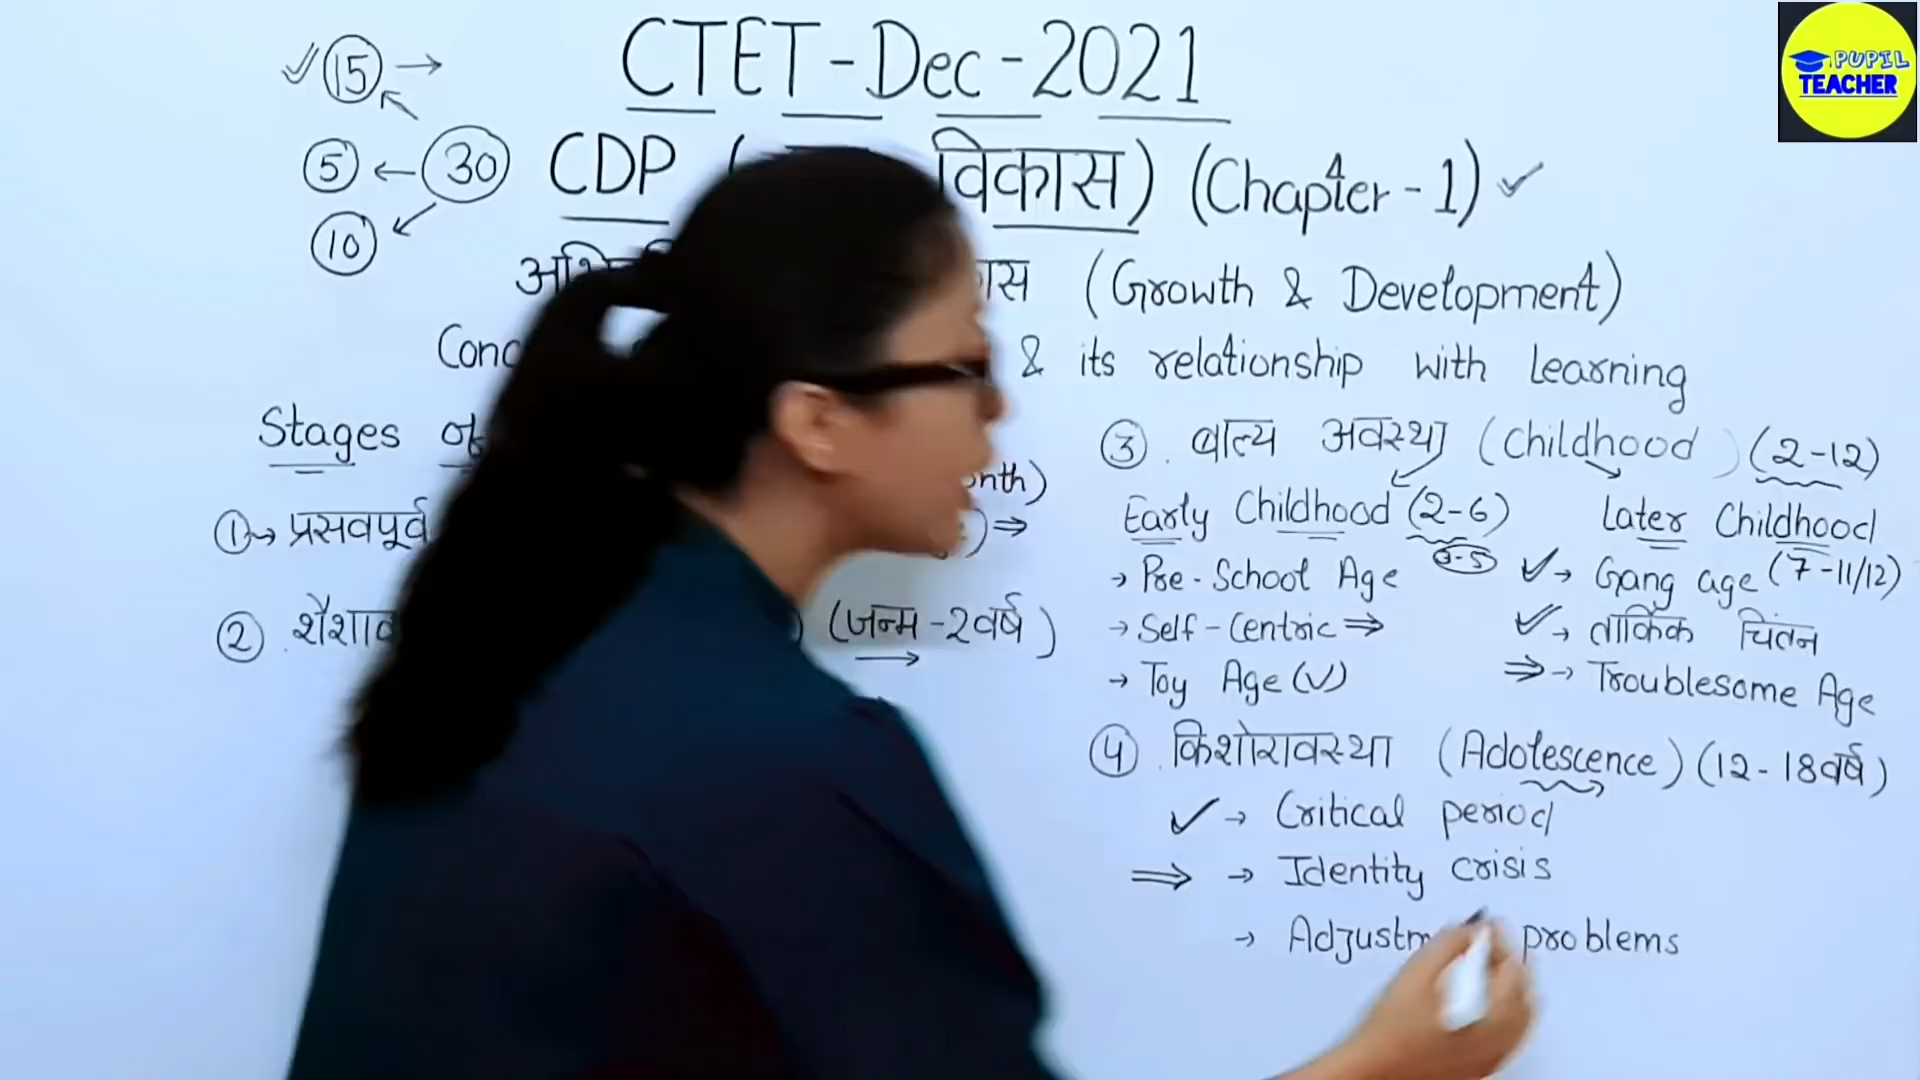 CTET-Dec-2021
PUPIL
TEACHER
15 →
5 ← 30 CDP ( विकास) (Chapter-1) ✓
10
(Growth & Development)
& its relationship with Learning
Stages of
① → प्रसवपूर्व
②. (जन्म-2वर्ष)
③. बाल्य अवस्था (Childhood) (2-12)
Early Childhood (2-6)
3-5
→ Pre-School Age
→ Self-Centric ⇒
→ Toy Age (V)
Later Childhood
✓→ Gang age (7-11/12)
✓→ तार्किक चिंतन
⇒→ Troublesome Age
④. किशोरावस्था (Adolescence) (12-18वर्ष)
✓ → Critical period
⇒ → Identity crisis
→ problems